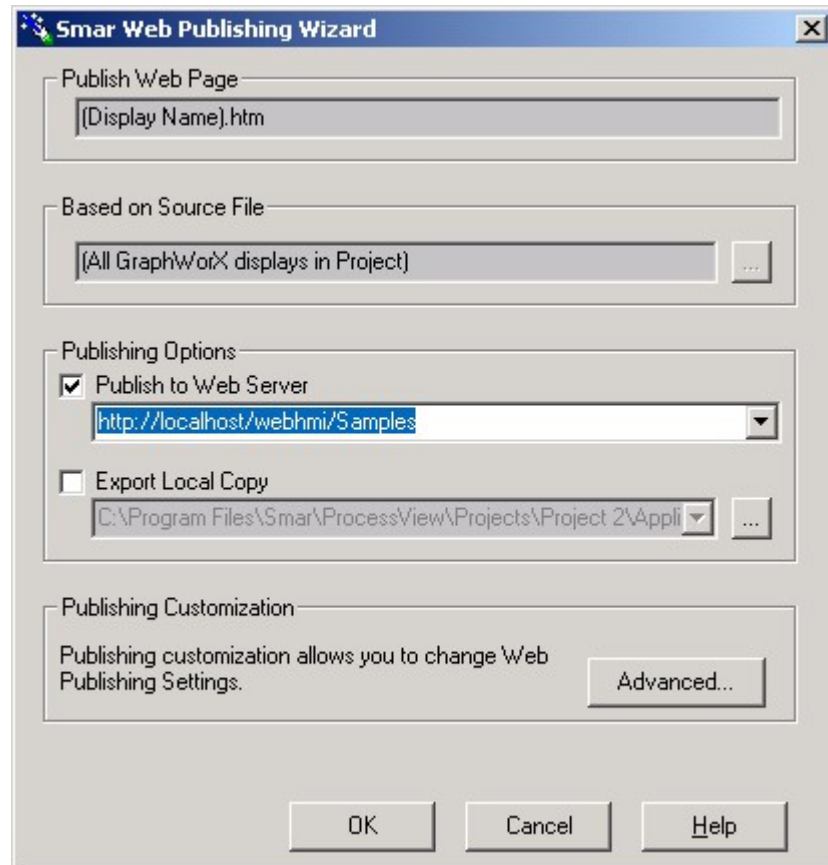 Smar Web Publishing Wizard
Publish Web Page
(Display Name).htm
Based on Source File
(All GraphWorX displays in Project)
...
Publishing Options
Publish to Web Server
http://localhost/webhmi/Samples
Export Local Copy
C:\Program Files\Smar\ProcessView\Projects\Project 2\Appli
...
Publishing Customization
Publishing customization allows you to change Web
Publishing Settings.
Advanced...
OK Cancel Help